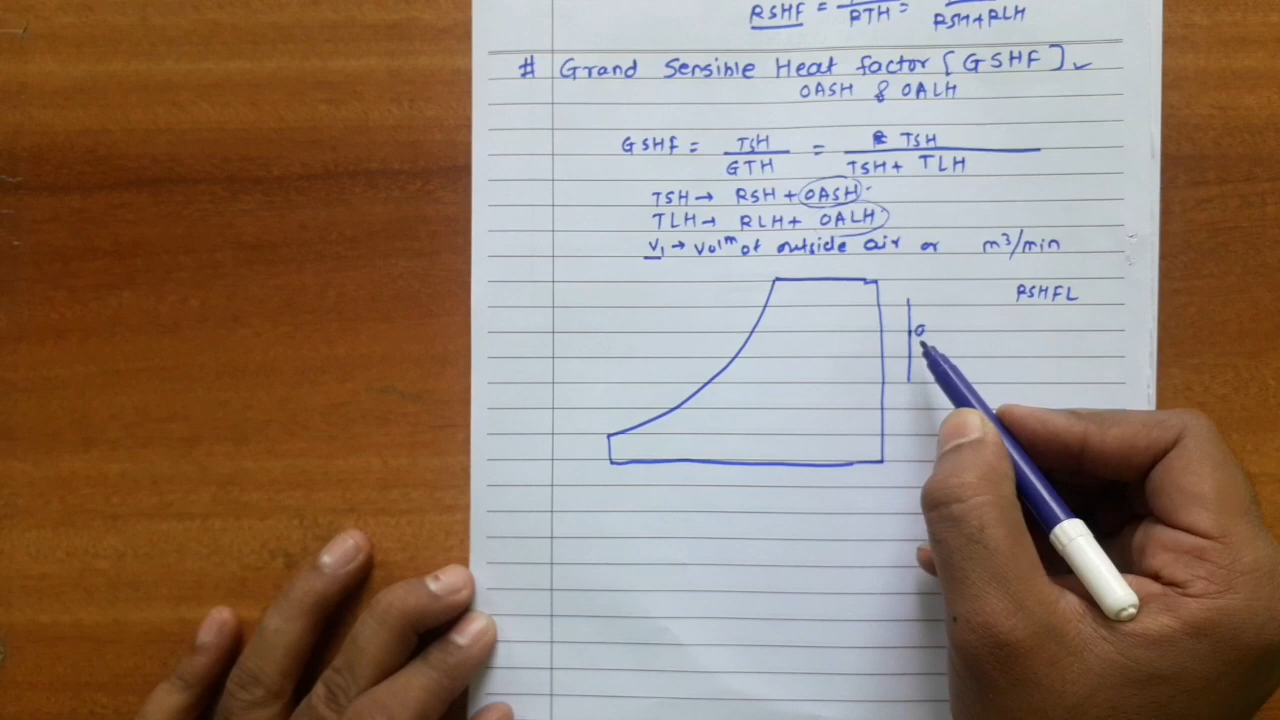 RSHF = RTH = RSH+RLH
# Grand Sensible Heat factor [GSHF]
OASH & OALH
GSHF = TSH / GTH = TSH / TSH + TLH
TSH → RSH + OASH
TLH → RLH + OALH
V1 → Volm of outside air or m³/min
RSHFL